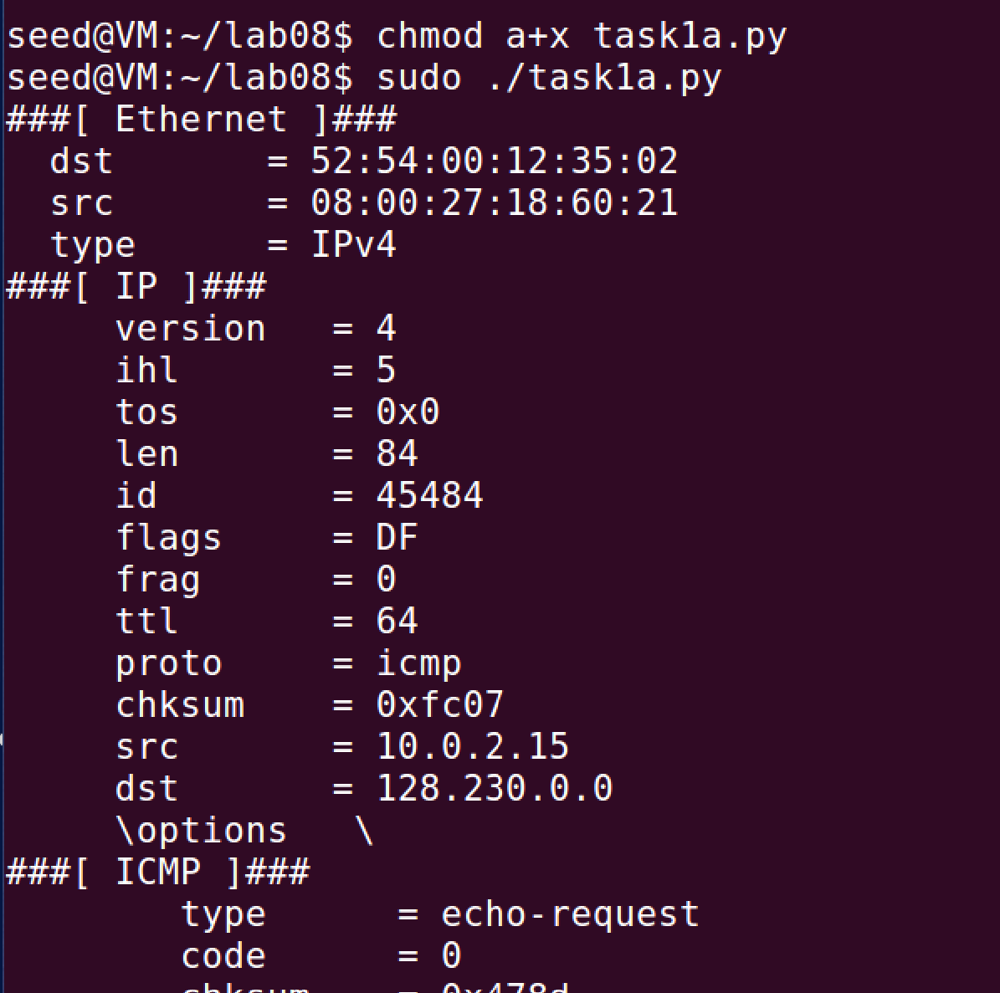 seed@VM:~/lab08$ chmod a+x task1a.py
seed@VM:~/lab08$ sudo ./task1a.py
###[ Ethernet ]###
  dst       = 52:54:00:12:35:02
  src       = 08:00:27:18:60:21
  type      = IPv4
###[ IP ]###
     version   = 4
     ihl       = 5
     tos       = 0x0
     len       = 84
     id        = 45484
     flags     = DF
     frag      = 0
     ttl       = 64
     proto     = icmp
     chksum    = 0xfc07
     src       = 10.0.2.15
     dst       = 128.230.0.0
     \options   \
###[ ICMP ]###
        type      = echo-request
        code      = 0
        chksum    = 0x478d